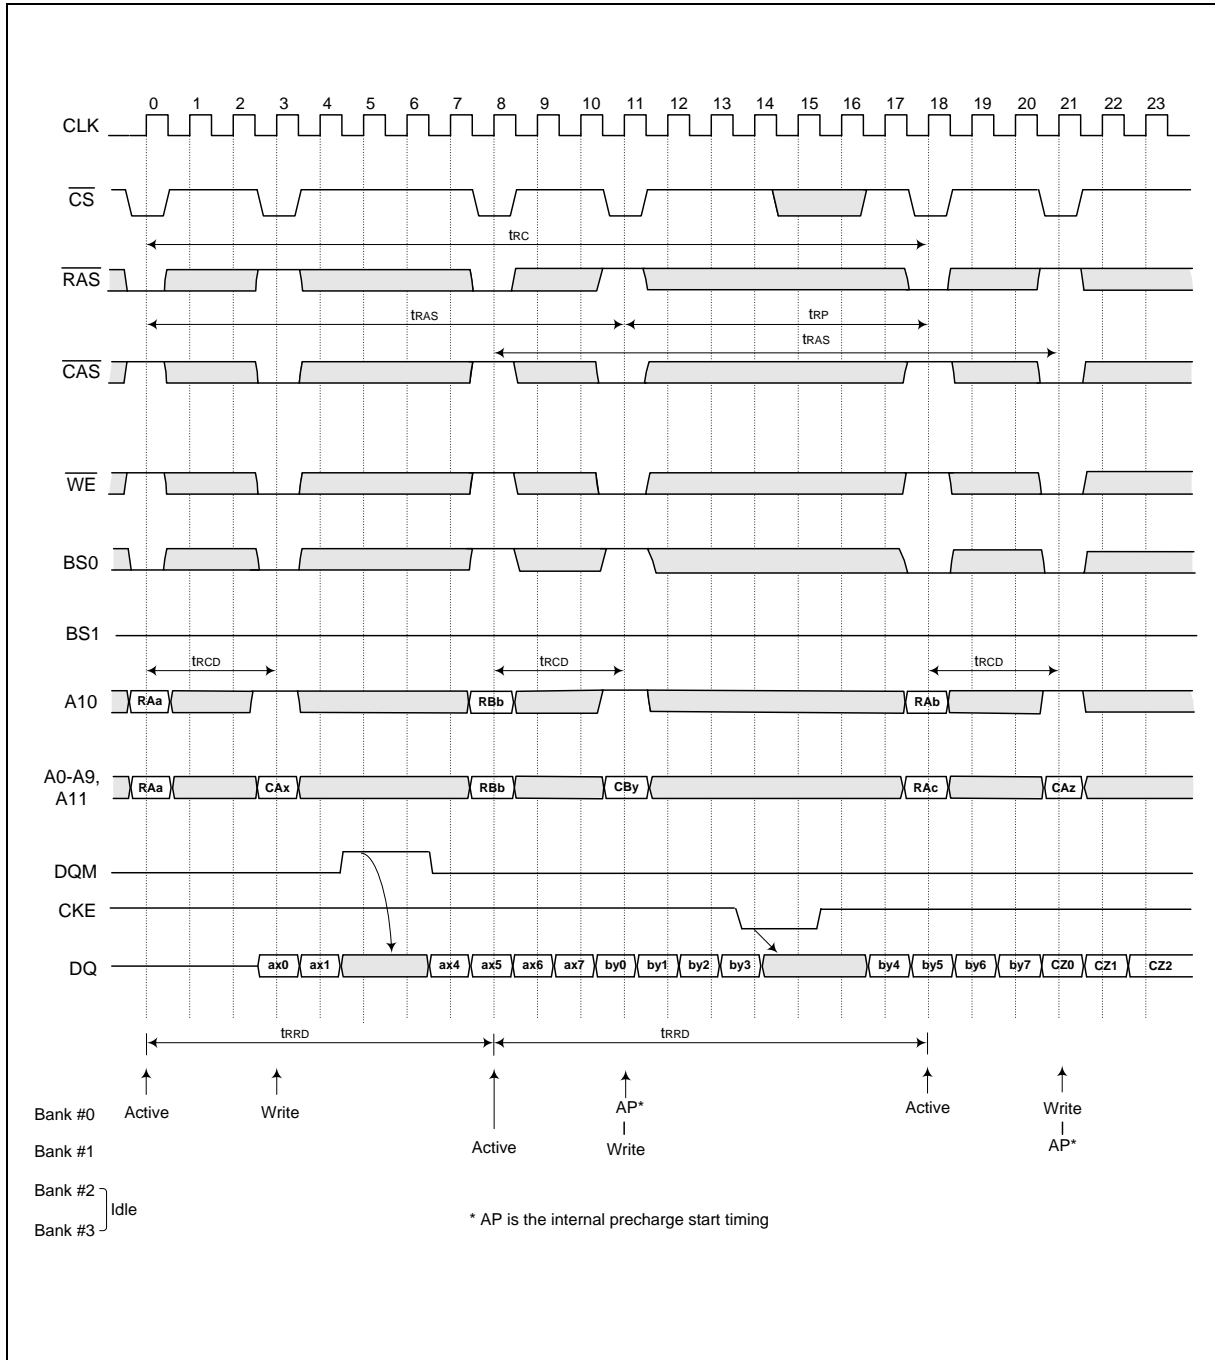 0 1 2 3 4 5 6 7 8 9 10 11 12 13 14 15 16 17 18 19 20 21 22 23
CLK
CS
tRC
RAS
tRAS tRP
tRAS
CAS
WE
BS0
BS1
tRCD tRCD tRCD
A10 RAa RBb RAb
A0-A9,
A11 RAa CAx RBb CBy RAc CAz
DQM
CKE
DQ ax0 ax1 ax4 ax5 ax6 ax7 by0 by1 by2 by3 by4 by5 by6 by7 CZ0 CZ1 CZ2
tRRD tRRD
Bank #0 Active Write AP* Active Write
Bank #1 Active Write AP*
Bank #2
Idle
Bank #3
* AP is the internal precharge start timing